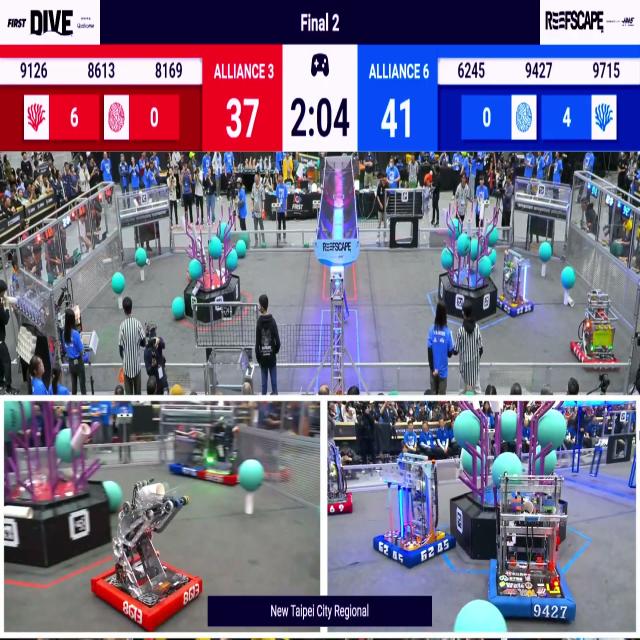 FIRST DIVE
Final 2
REEFSCAPE
9126 8613 8169
ALLIANCE 3
ALLIANCE 6
6245 9427 9715
6 0
37
2:04
41
0 4
REEFSCAPE
8613
6245
9427
New Taipei City Regional